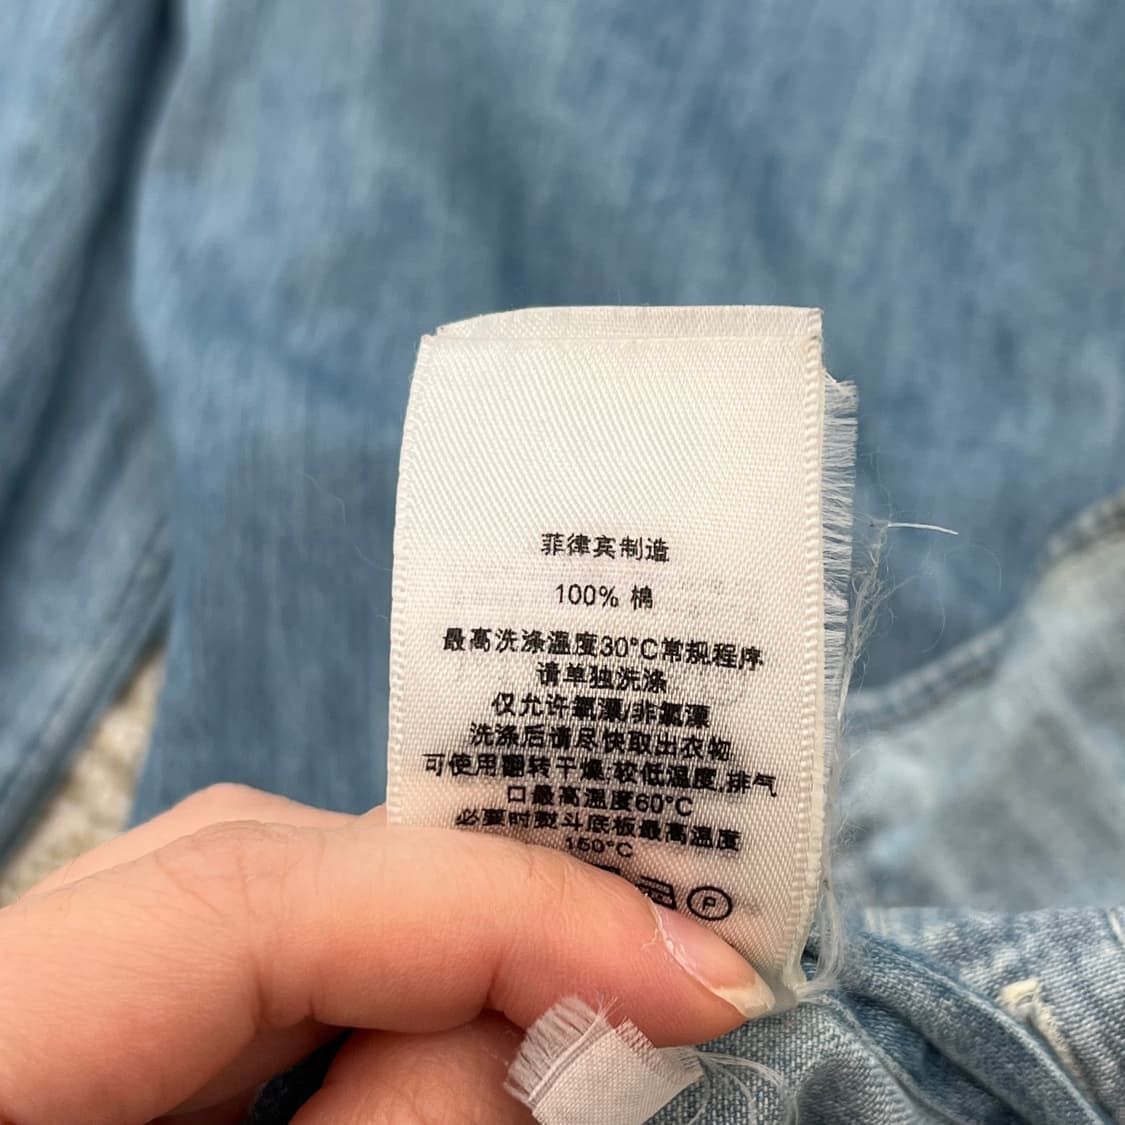 菲律宾制造
100% 棉
最高洗涤温度30°C常规程序
请单独洗涤
仅允许氧漂/非氯漂
洗涤后请尽快取出衣物
可使用翻转干燥,较低温度,排气
口最高温度60°C
必要时熨斗底板最高温度
150°C
P